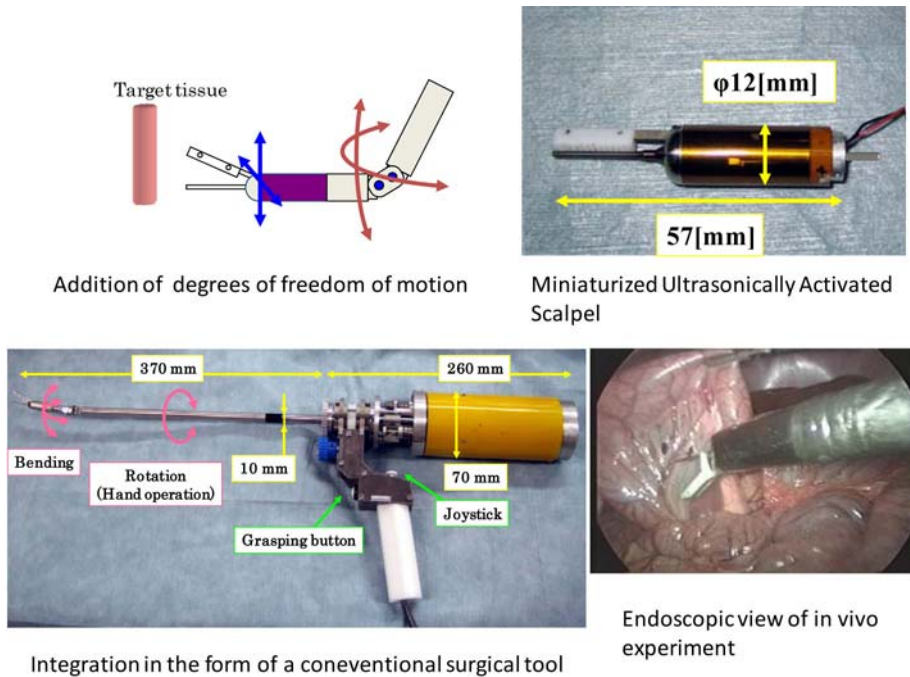 Target tissue
Addition of  degrees of freedom of motion
φ12[mm]
57[mm]
Miniaturized Ultrasonically Activated
Scalpel
370 mm
260 mm
Bending
Rotation
(Hand operation)
10 mm
70 mm
Grasping button
Joystick
Integration in the form of a coneventional surgical tool
Endoscopic view of in vivo
experiment